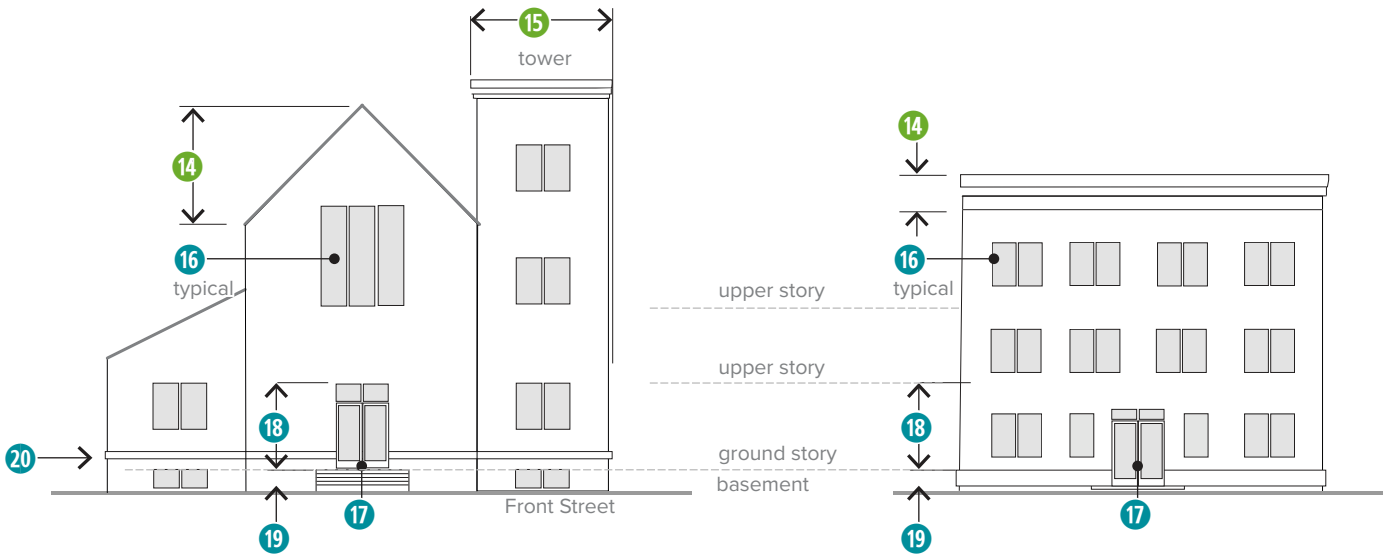 15
tower
14
14
16
typical
16
typical
upper story
upper story
18
18
20
ground story
basement
Front Street
19
17
17
19